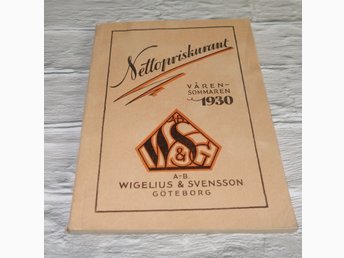 Nettopriskurant
VÅREN-
SOMMAREN
1930
W&S
G
A-B.
WIGELIUS & SVENSSON
GÖTEBORG